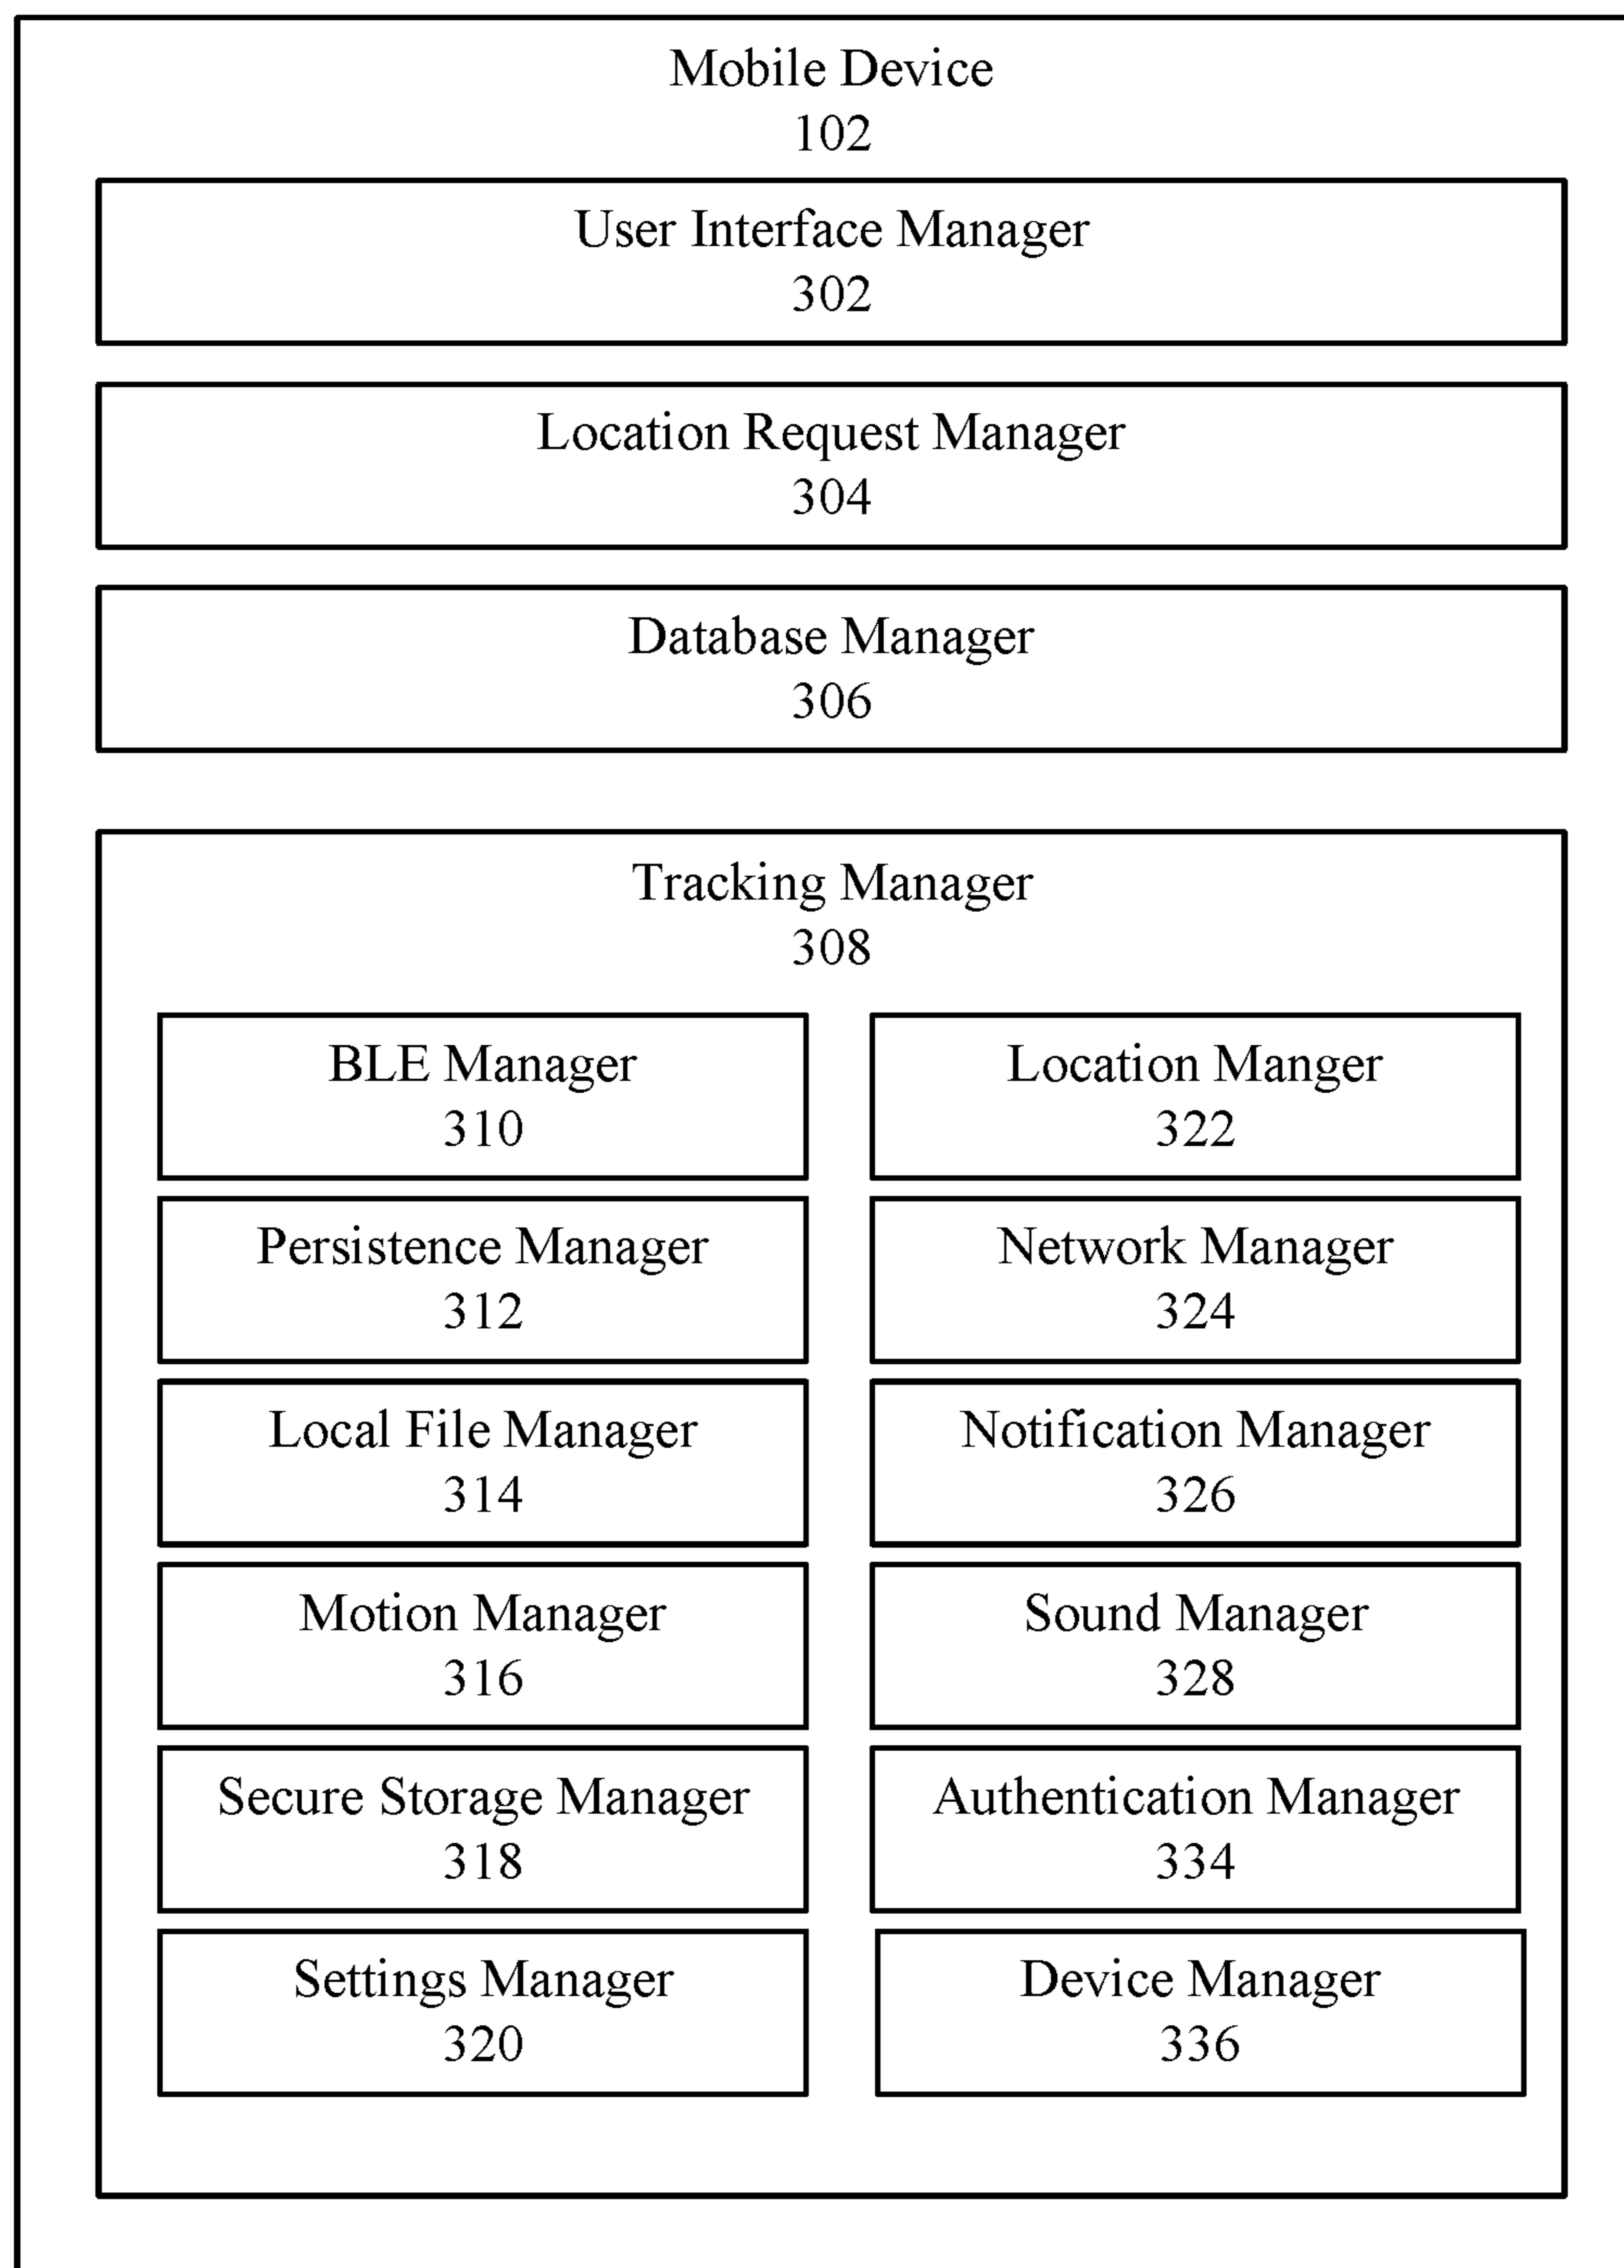 Mobile Device
102
User Interface Manager
302
Location Request Manager
304
Database Manager
306
Tracking Manager
308
BLE Manager
310
Location Manger
322
Persistence Manager
312
Network Manager
324
Local File Manager
314
Notification Manager
326
Motion Manager
316
Sound Manager
328
Secure Storage Manager
318
Authentication Manager
334
Settings Manager
320
Device Manager
336